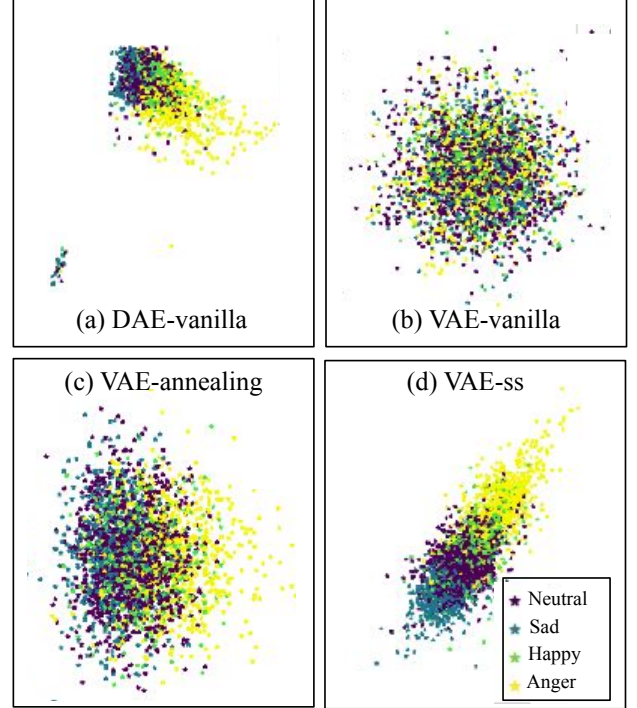 (a) DAE-vanilla
(b) VAE-vanilla
(c) VAE-annealing
(d) VAE-ss
Neutral
Sad
Happy
Anger